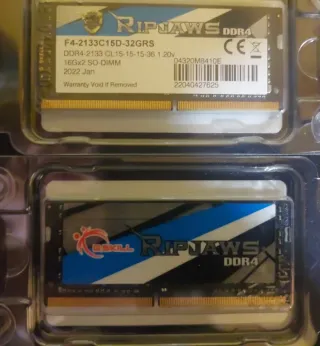 RIPJAWS
DDR4
F4-2133C15D-32GRS
DDR4-2133 CL15-15-15-36 1.20v
16Gx2 SO-DIMM
2022 Jan
Warranty Void If Removed
04320M8410E
22040427625
G.SKILL
RIPJAWS
DDR4